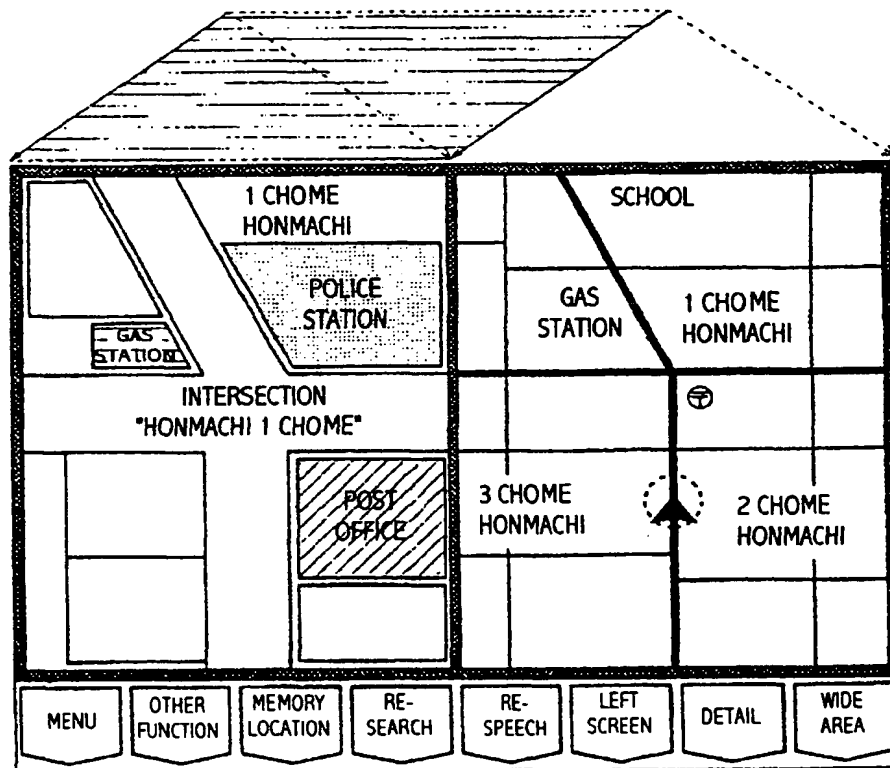 1 CHOME
HONMACHI
POLICE
STATION
GAS
STATION
INTERSECTION
"HONMACHI 1 CHOME"
POST
OFFICE
SCHOOL
GAS
STATION
1 CHOME
HONMACHI
〒
3 CHOME
HONMACHI
2 CHOME
HONMACHI
MENU
OTHER
FUNCTION
MEMORY
LOCATION
RE-
SEARCH
RE-
SPEECH
LEFT
SCREEN
DETAIL
WIDE
AREA